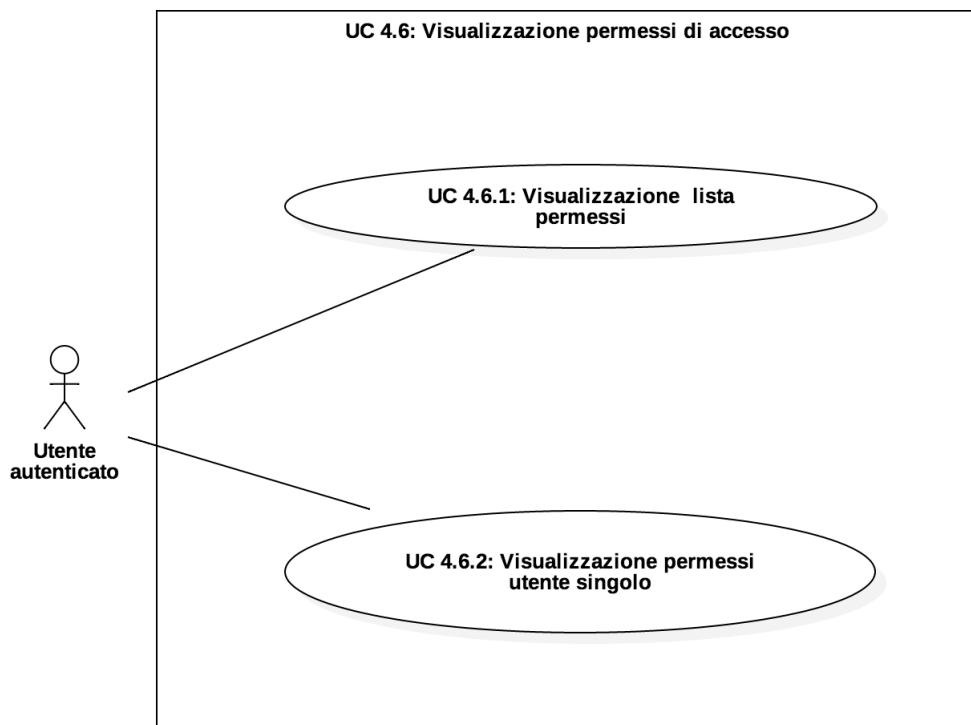 UC 4.6: Visualizzazione permessi di accesso
UC 4.6.1: Visualizzazione  lista
permessi
Utente
autenticato
UC 4.6.2: Visualizzazione permessi
utente singolo